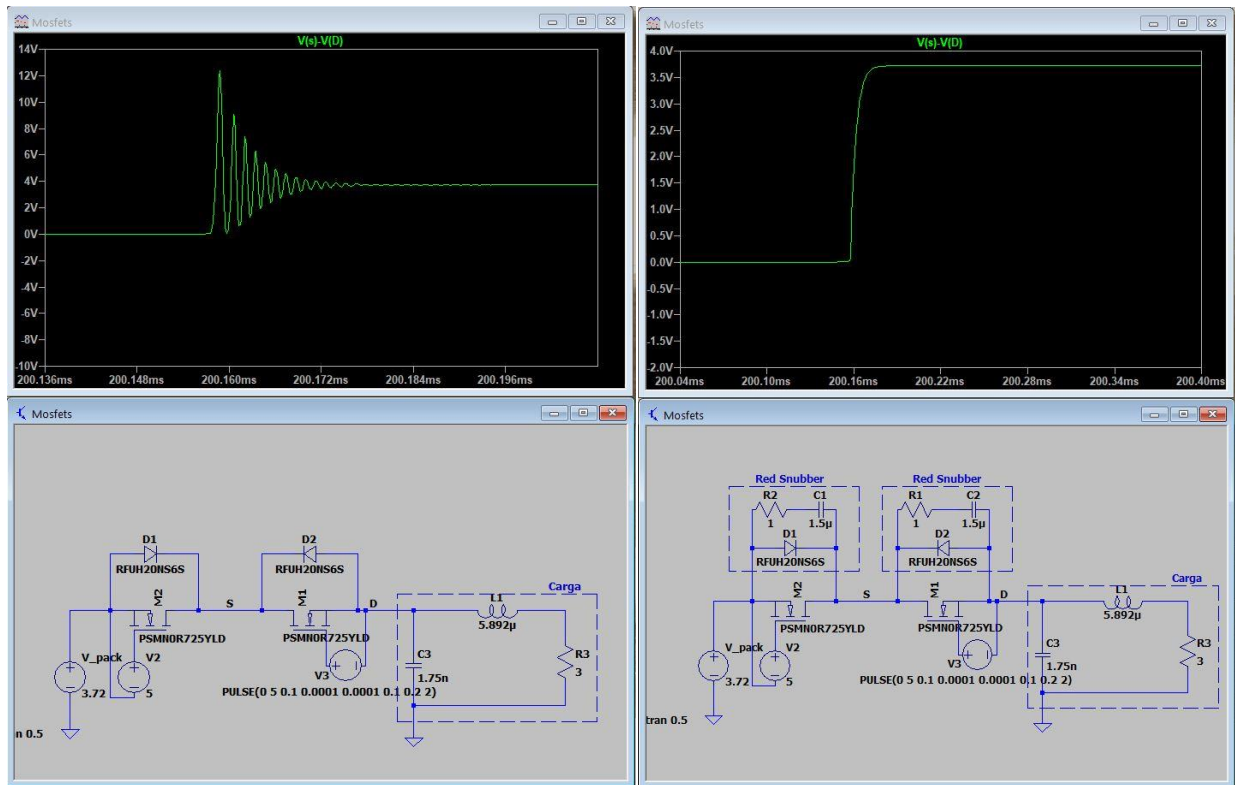 Mosfets
V(s)-V(D)
14V
12V
10V
8V
6V
4V
2V
0V
-2V
-4V
-6V
-8V
-10V
200.136ms 200.148ms 200.160ms 200.172ms 200.184ms 200.196ms
Mosfets
V(s)-V(D)
4.0V
3.5V
3.0V
2.5V
2.0V
1.5V
1.0V
0.5V
0.0V
-0.5V
-1.0V
-1.5V
-2.0V
200.04ms 200.10ms 200.16ms 200.22ms 200.28ms 200.34ms 200.40ms
Mosfets
D1
RFUH20NS6S
D2
RFUH20NS6S
M2
S
M1
D
PSMN0R725YLD
PSMN0R725YLD
V_pack
3.72
V2
5
V3
PULSE(0 5 0.1 0.0001 0.0001 0.1 0.2 2)
Carga
L1
5.892µ
C3
1.75n
R3
3
n 0.5
Mosfets
Red Snubber
R2 C1
1 1.5µ
D1
RFUH20NS6S
Red Snubber
R1 C2
1 1.5µ
D2
RFUH20NS6S
M2
S
M1
D
PSMN0R725YLD
PSMN0R725YLD
V_pack
3.72
V2
5
V3
PULSE(0 5 0.1 0.0001 0.0001 0.1 0.2 2)
Carga
L1
5.892µ
C3
1.75n
R3
3
tran 0.5